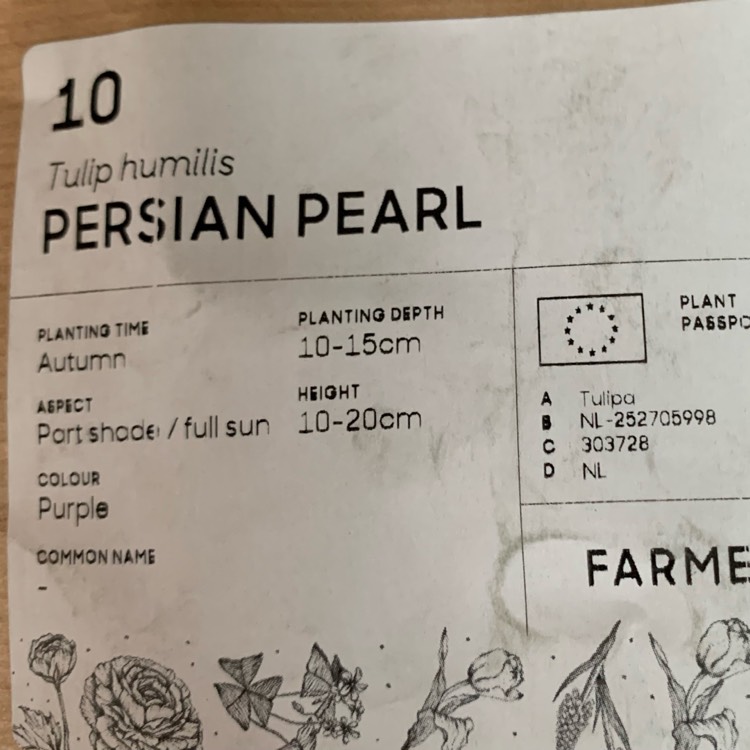 10
Tulip humilis
PERSIAN PEARL
PLANTING TIME
Autumn
PLANTING DEPTH
10-15cm
ASPECT
Part shade / full sun
HEIGHT
10-20cm
COLOUR
Purple
COMMON NAME
-
PLANT
A Tulipa
B NL-252705998
C 303728
D NL